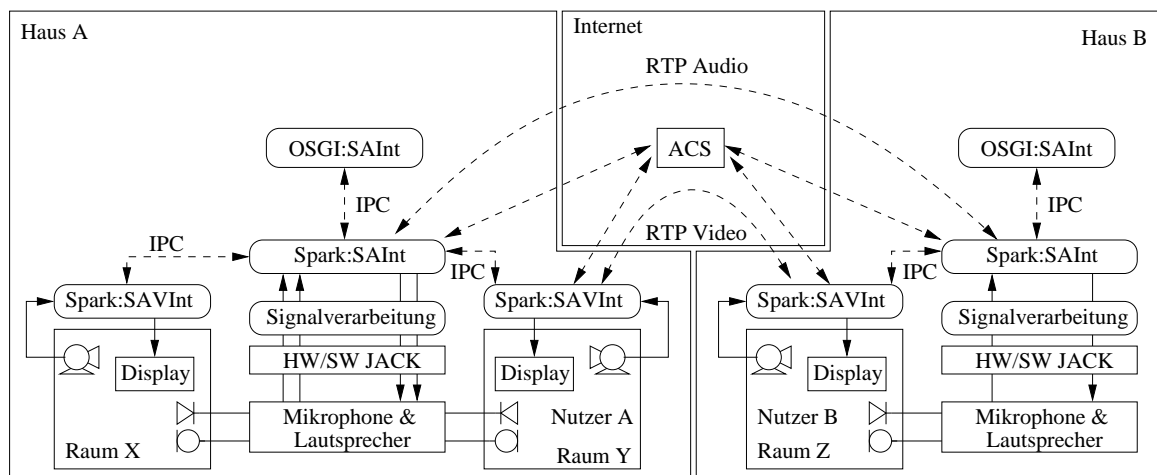 Haus A
Internet
Haus B
RTP Audio
OSGI:SAInt
ACS
OSGI:SAInt
IPC
IPC
RTP Video
IPC
Spark:SAInt
IPC
Spark:SAInt
IPC
Spark:SAVInt
Spark:SAVInt
Spark:SAVInt
Signalverarbeitung
Signalverarbeitung
HW/SW JACK
HW/SW JACK
Display
Display
Display
Mikrophone &
Lautsprecher
Nutzer A
Nutzer B
Mikrophone &
Lautsprecher
Raum X
Raum Y
Raum Z